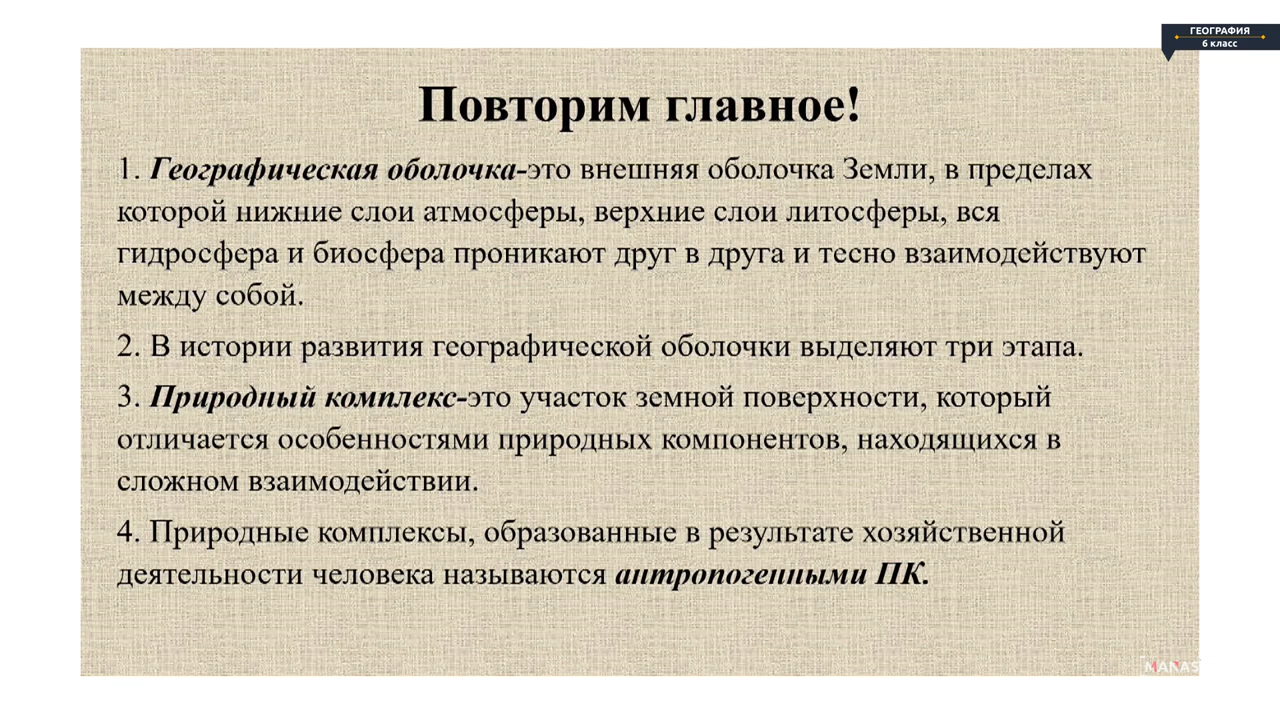 ГЕОГРАФИЯ
6 класс
Повторим главное!
1. Географическая оболочка-это внешняя оболочка Земли, в пределах
которой нижние слои атмосферы, верхние слои литосферы, вся
гидросфера и биосфера проникают друг в друга и тесно взаимодействуют
между собой.
2. В истории развития географической оболочки выделяют три этапа.
3. Природный комплекс-это участок земной поверхности, который
отличается особенностями природных компонентов, находящихся в
сложном взаимодействии.
4. Природные комплексы, образованные в результате хозяйственной
деятельности человека называются антропогенными ПК.
MANAS